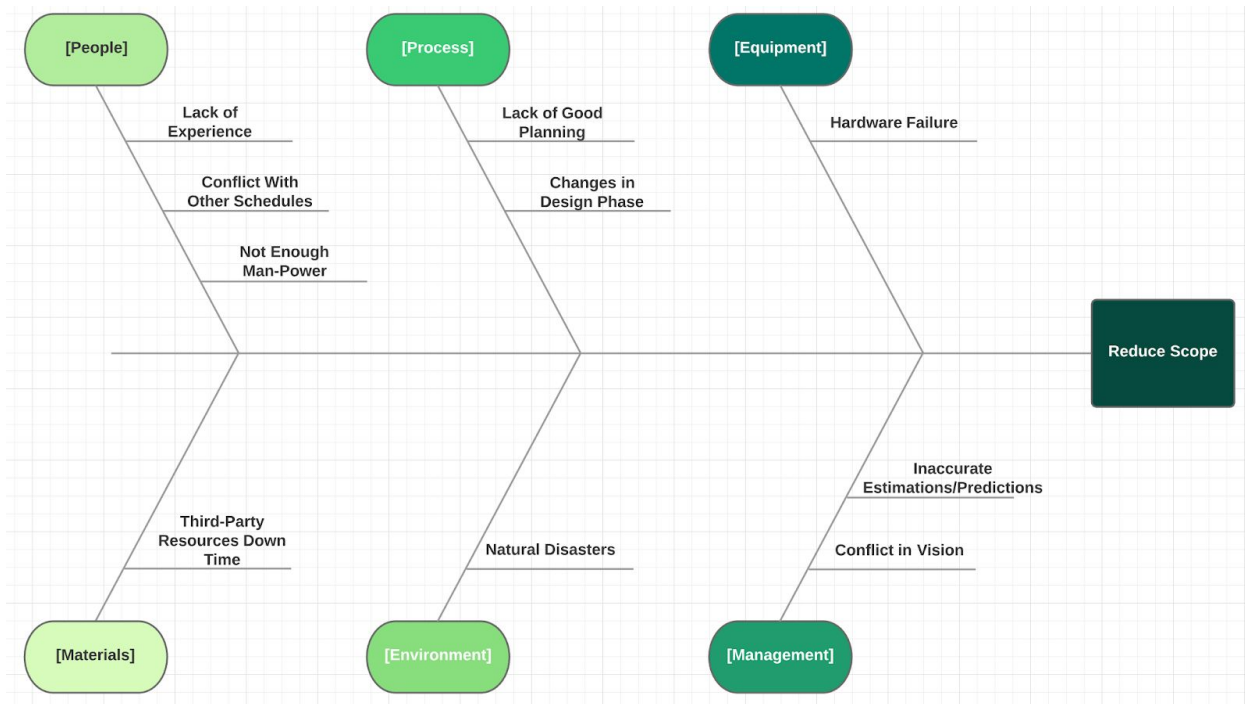 [People]
[Process]
[Equipment]
Lack of
Experience
Conflict With
Other Schedules
Not Enough
Man-Power
Lack of Good
Planning
Changes in
Design Phase
Hardware Failure
Reduce Scope
Third-Party
Resources Down
Time
Natural Disasters
Inaccurate
Estimations/Predictions
Conflict in Vision
[Materials]
[Environment]
[Management]